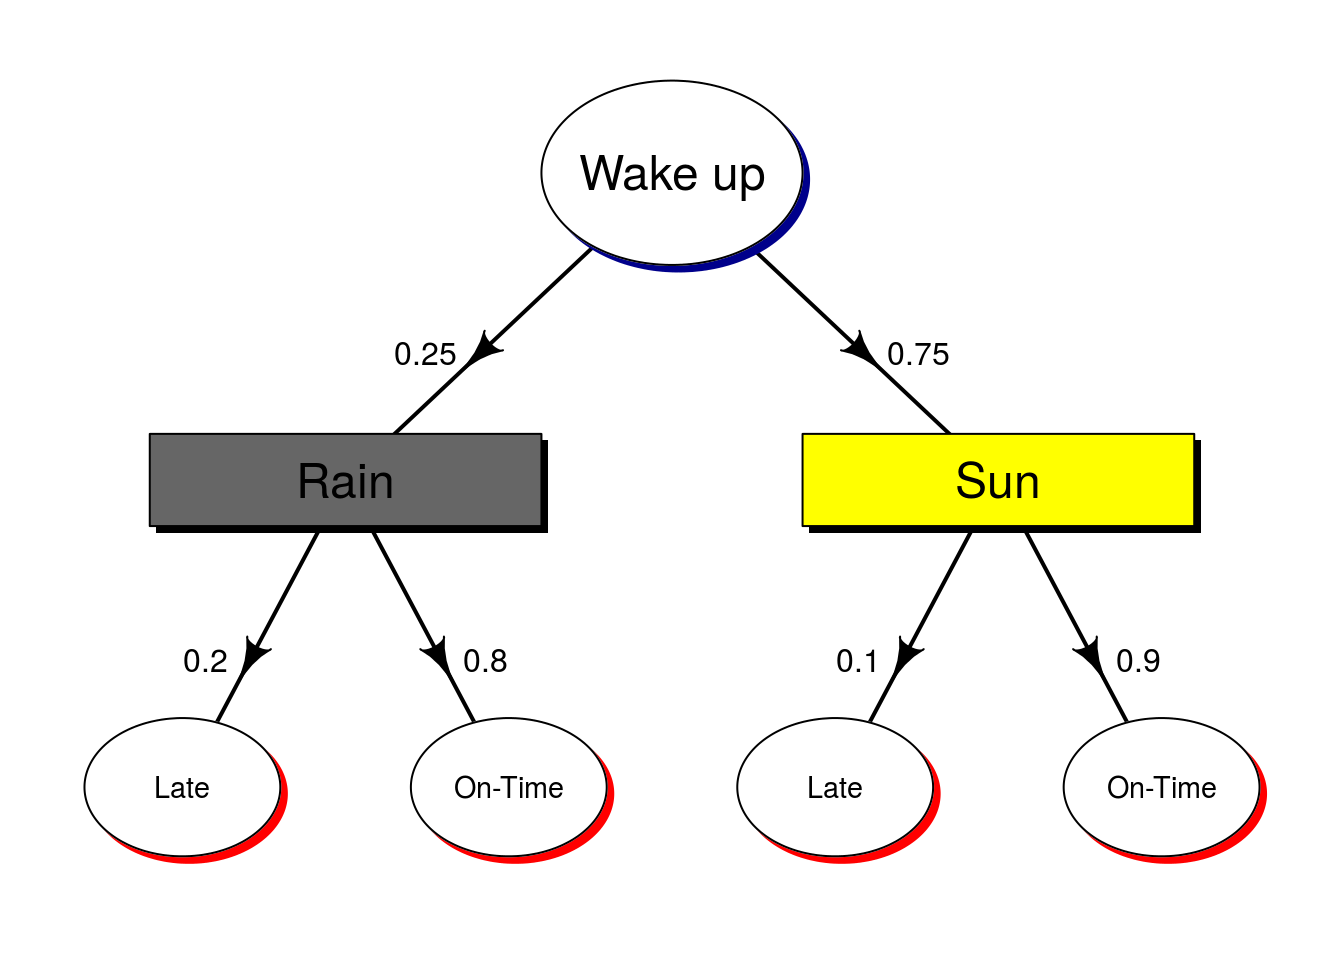 Wake up
0.25
0.75
Rain
Sun
0.2
0.8
0.1
0.9
Late
On-Time
Late
On-Time